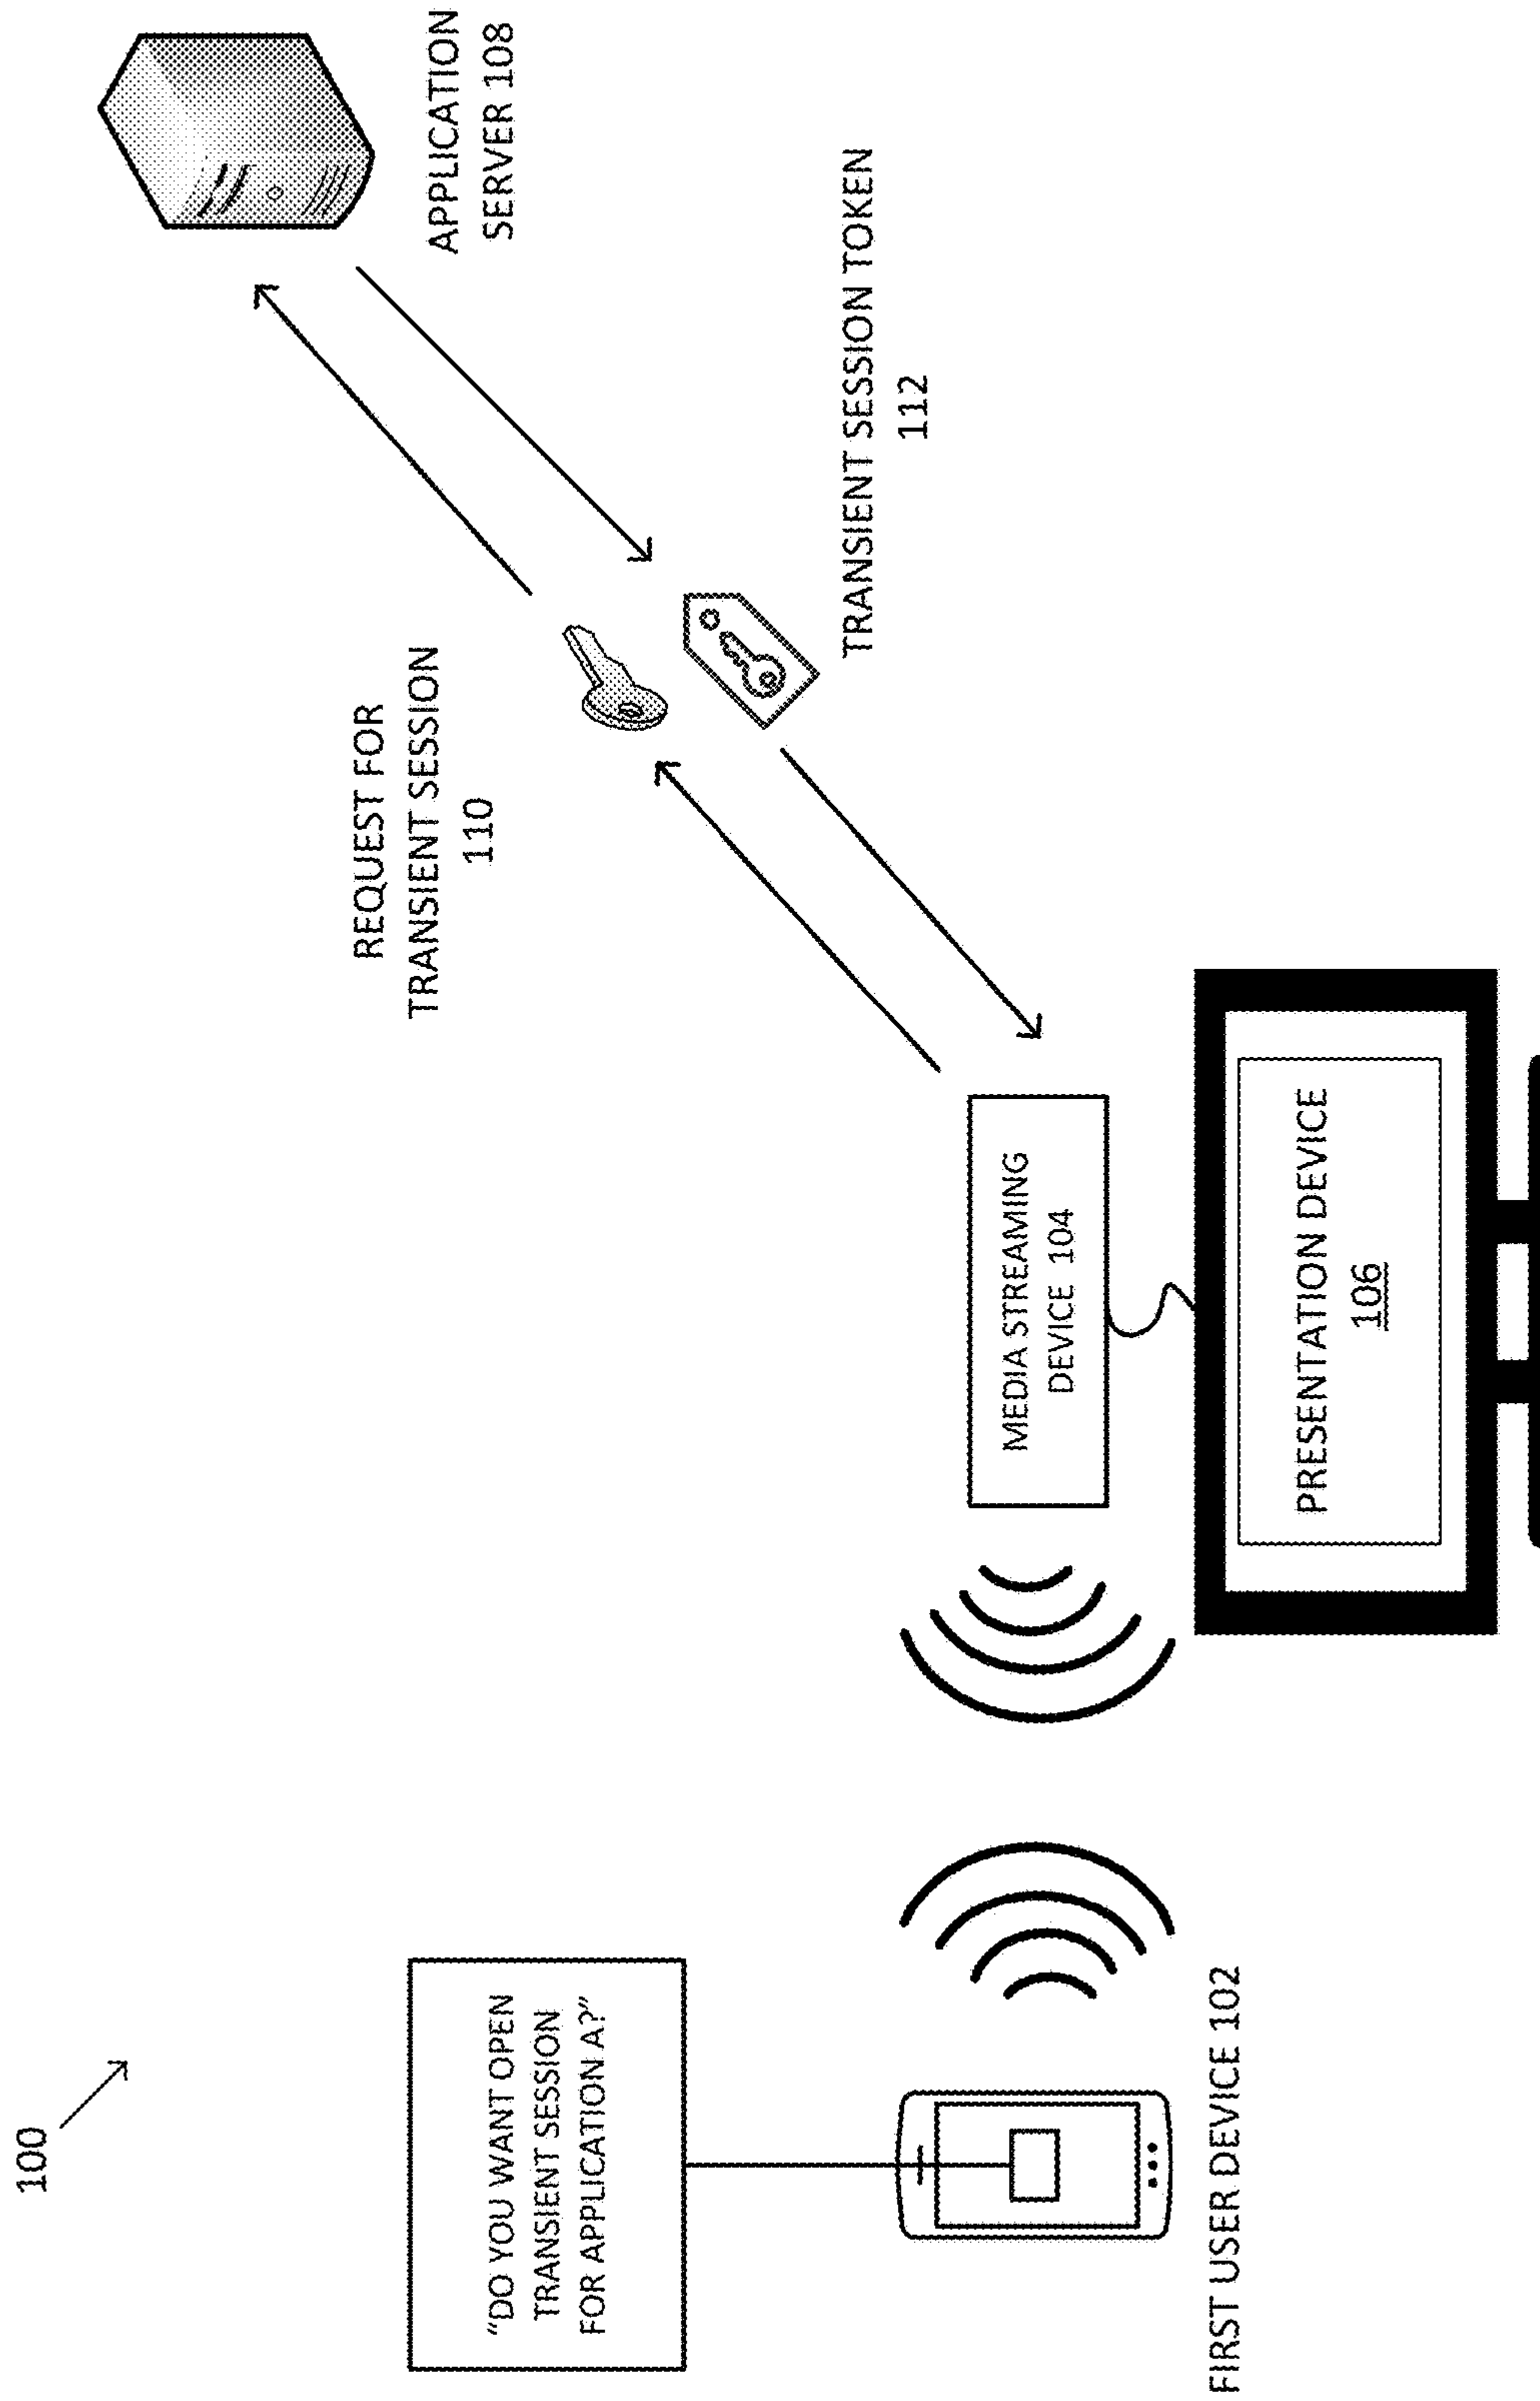 100
"DO YOU WANT OPEN
TRANSIENT SESSION
FOR APPLICATION A?"
FIRST USER DEVICE 102
MEDIA STREAMING
DEVICE 104
PRESENTATION DEVICE
106
REQUEST FOR
TRANSIENT SESSION
110
TRANSIENT SESSION TOKEN
112
APPLICATION
SERVER 108